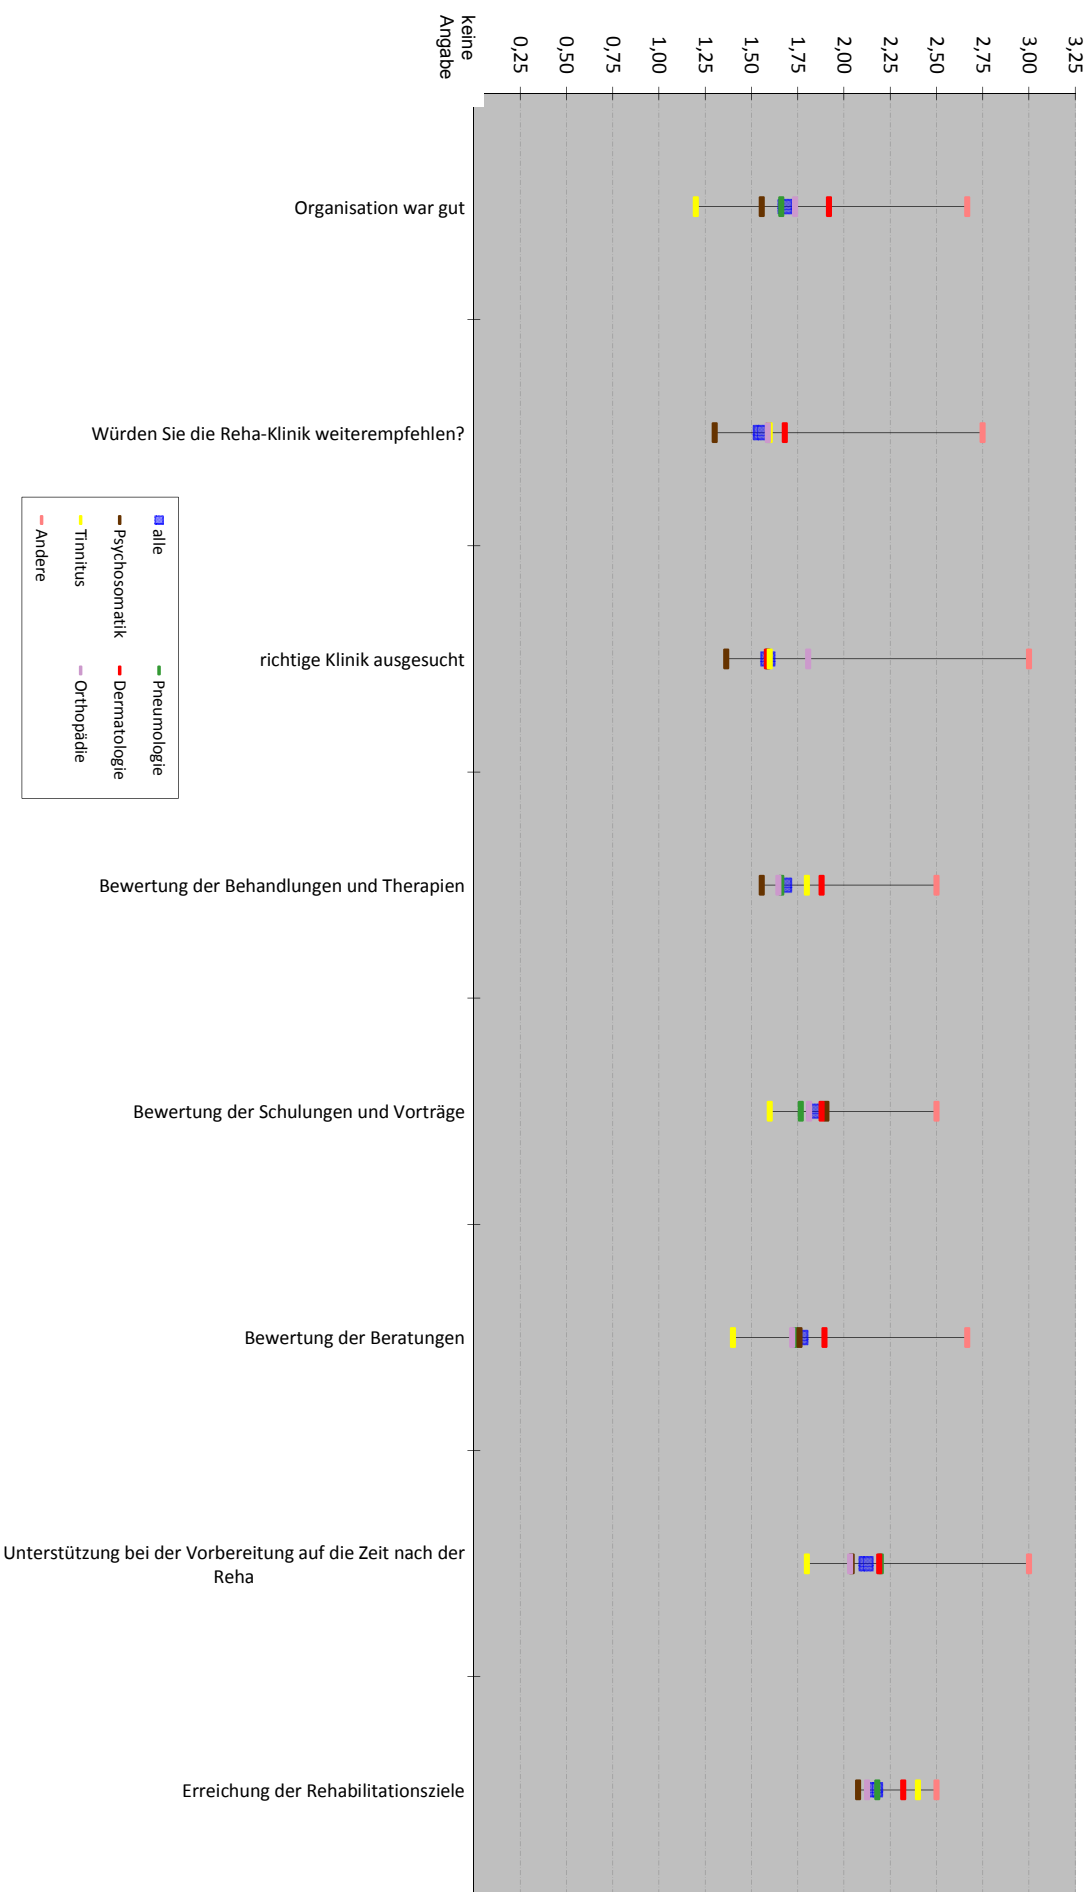 3,25
3,00
2,75
2,50
2,25
2,00
1,75
1,50
1,25
1,00
0,75
0,50
0,25
keine
Angabe
Organisation war gut
Würden Sie die Reha-Klinik weiterempfehlen?
richtige Klinik ausgesucht
Bewertung der Behandlungen und Therapien
Bewertung der Schulungen und Vorträge
Bewertung der Beratungen
Unterstützung bei der Vorbereitung auf die Zeit nach der
Reha
Erreichung der Rehabilitationsziele
alle
Pneumologie
Psychosomatik
Dermatologie
Tinnitus
Orthopädie
Andere